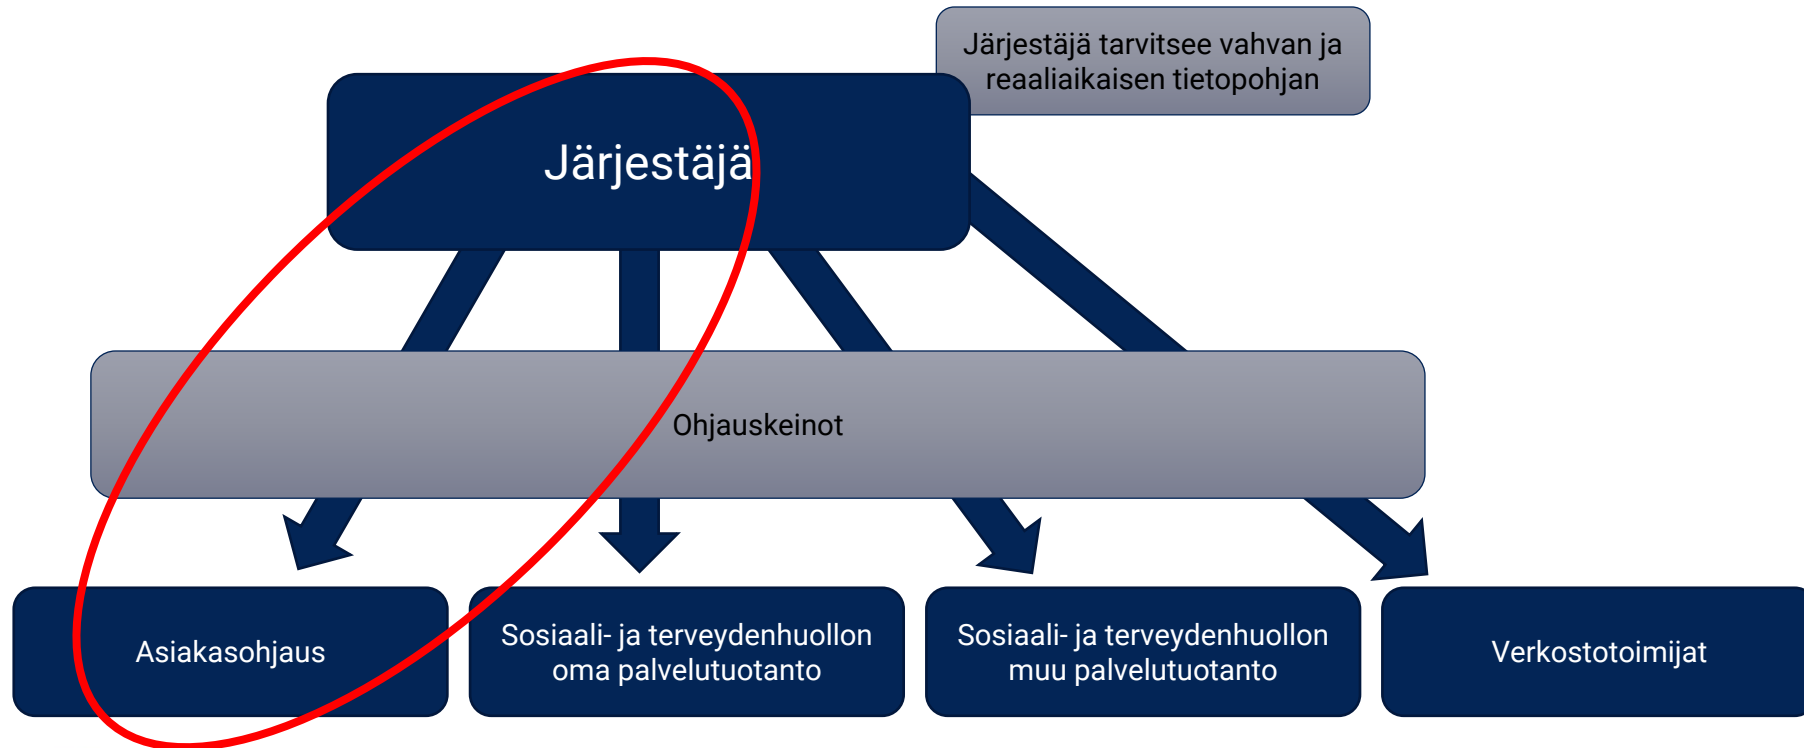 Järjestäjä tarvitsee vahvan ja
reaaliaikaisen tietopohjan
Järjestäjä
Ohjauskeinot
Asiakasohjaus
Sosiaali- ja terveydenhuollon
oma palvelutuotanto
Sosiaali- ja terveydenhuollon
muu palvelutuotanto
Verkostotoimijat